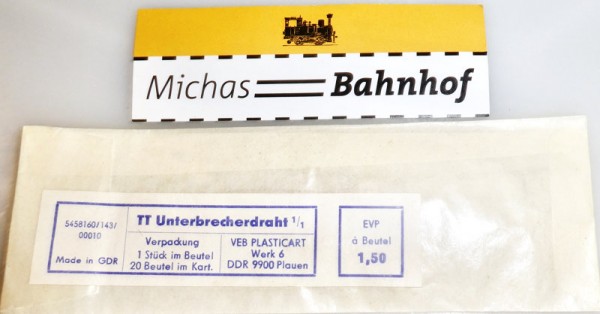 Michas Bahnhof
5458160/143/
00010
Made in GDR
TT Unterbrecherdraht 1/1
Verpackung
1 Stück im Beutel
20 Beutel im Kart.
VEB PLASTICART
Werk 6
DDR 9900 Plauen
EVP
à Beutel
1,50